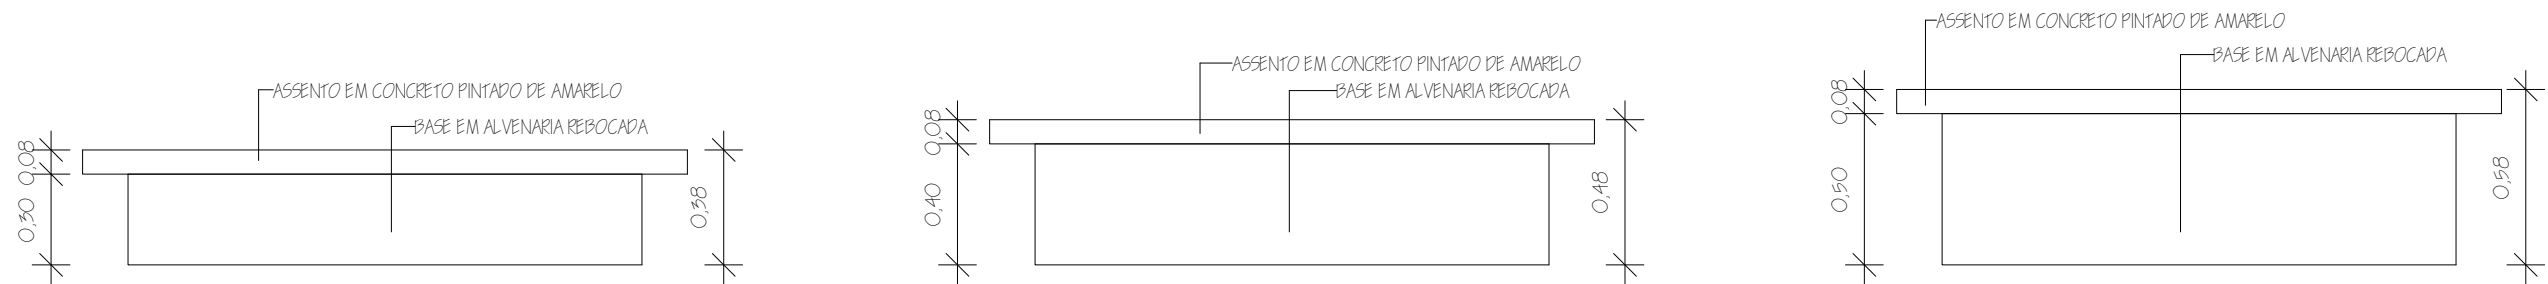 ASSENTO EM CONCRETO PINTADO DE AMARELO
BASE EM ALVENARIA REBOCADA
0,08
0,30
0,38
ASSENTO EM CONCRETO PINTADO DE AMARELO
BASE EM ALVENARIA REBOCADA
0,08
0,40
0,48
ASSENTO EM CONCRETO PINTADO DE AMARELO
BASE EM ALVENARIA REBOCADA
0,08
0,50
0,58